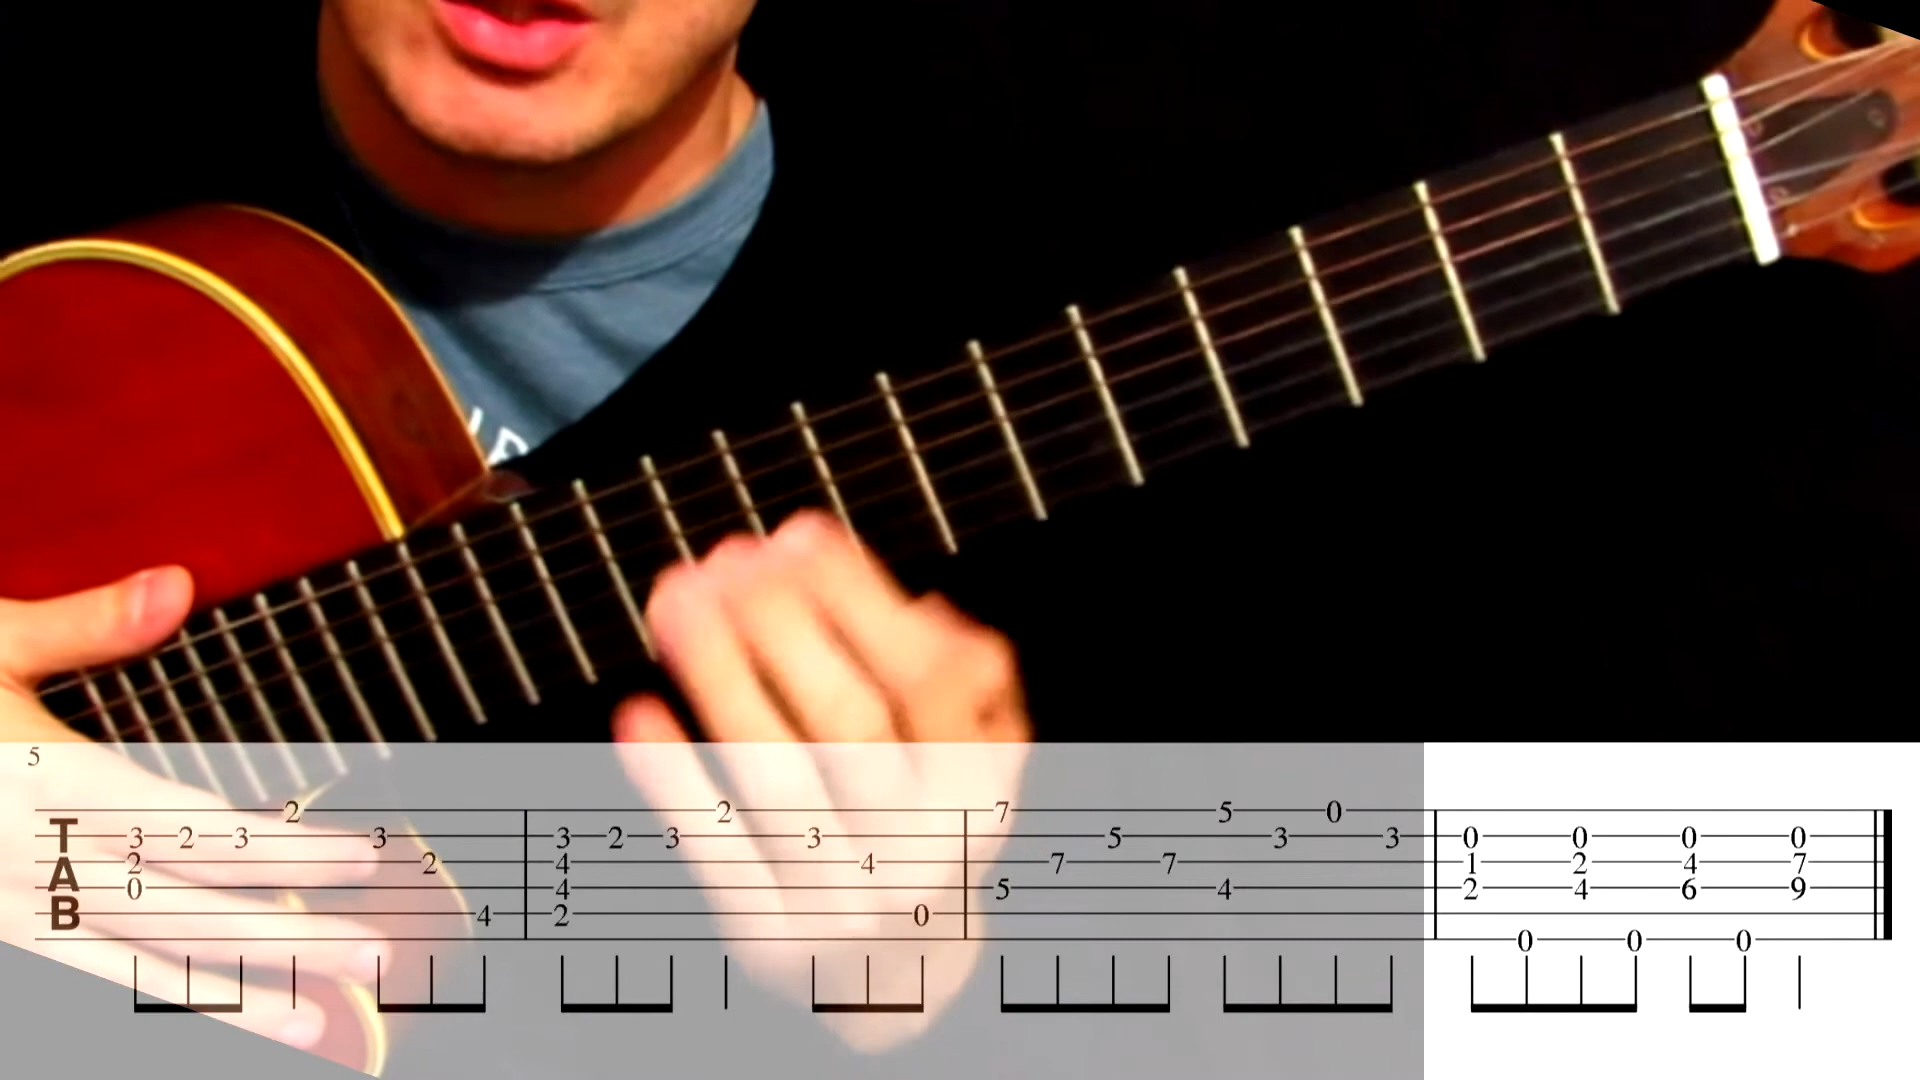 5
2 2 7 5 0
T 3 2 3 3 3 2 3 3 5 3 3 0 0 0 0
A 2 2 4 4 7 7 1 2 4 7
0 4 5 4 2 4 6 9
B 4 2 0
0 0 0